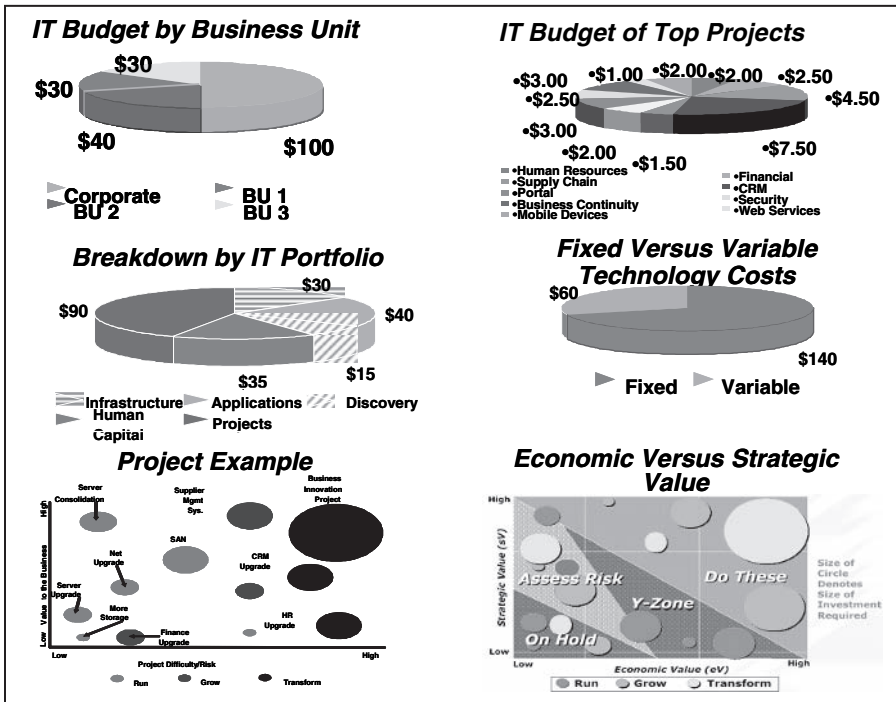 IT Budget by Business Unit
$30
$30
$40
$100
Corporate
BU 1
BU 2
BU 3
IT Budget of Top Projects
•$3.00
•$1.00
•$2.00
•$2.00
•$2.50
•$2.50
•$4.50
•$3.00
•$2.00
•$1.50
•$7.50
•Human Resources
•Supply Chain
•Portal
•Business Continuity
•Mobile Devices
•Financial
•CRM
•Security
•Web Services
Breakdown by IT Portfolio
$30
$90
$40
$35
$15
Infrastructure
Applications
Discovery
Human
Capital
Projects
Fixed Versus Variable
Technology Costs
$60
$140
Fixed
Variable
Project Example
Server
Consolidation
Supplier
Mgmt
Sys.
Business
Innovation
Project
High
SAN
Net
Upgrade
CRM
Upgrade
Server
Upgrade
More
Storage
HR
Upgrade
Finance
Upgrade
Low Value to the Business
Low
High
Project Difficulty/Risk
Run
Grow
Transform
Economic Versus Strategic
Value
High
Strategic Value (sV)
Assess Risk
Do These
Y-Zone
On Hold
Size of
Circle
Denotes
Size of
Investment
Required
Low
Low
High
Economic Value (eV)
Run
Grow
Transform